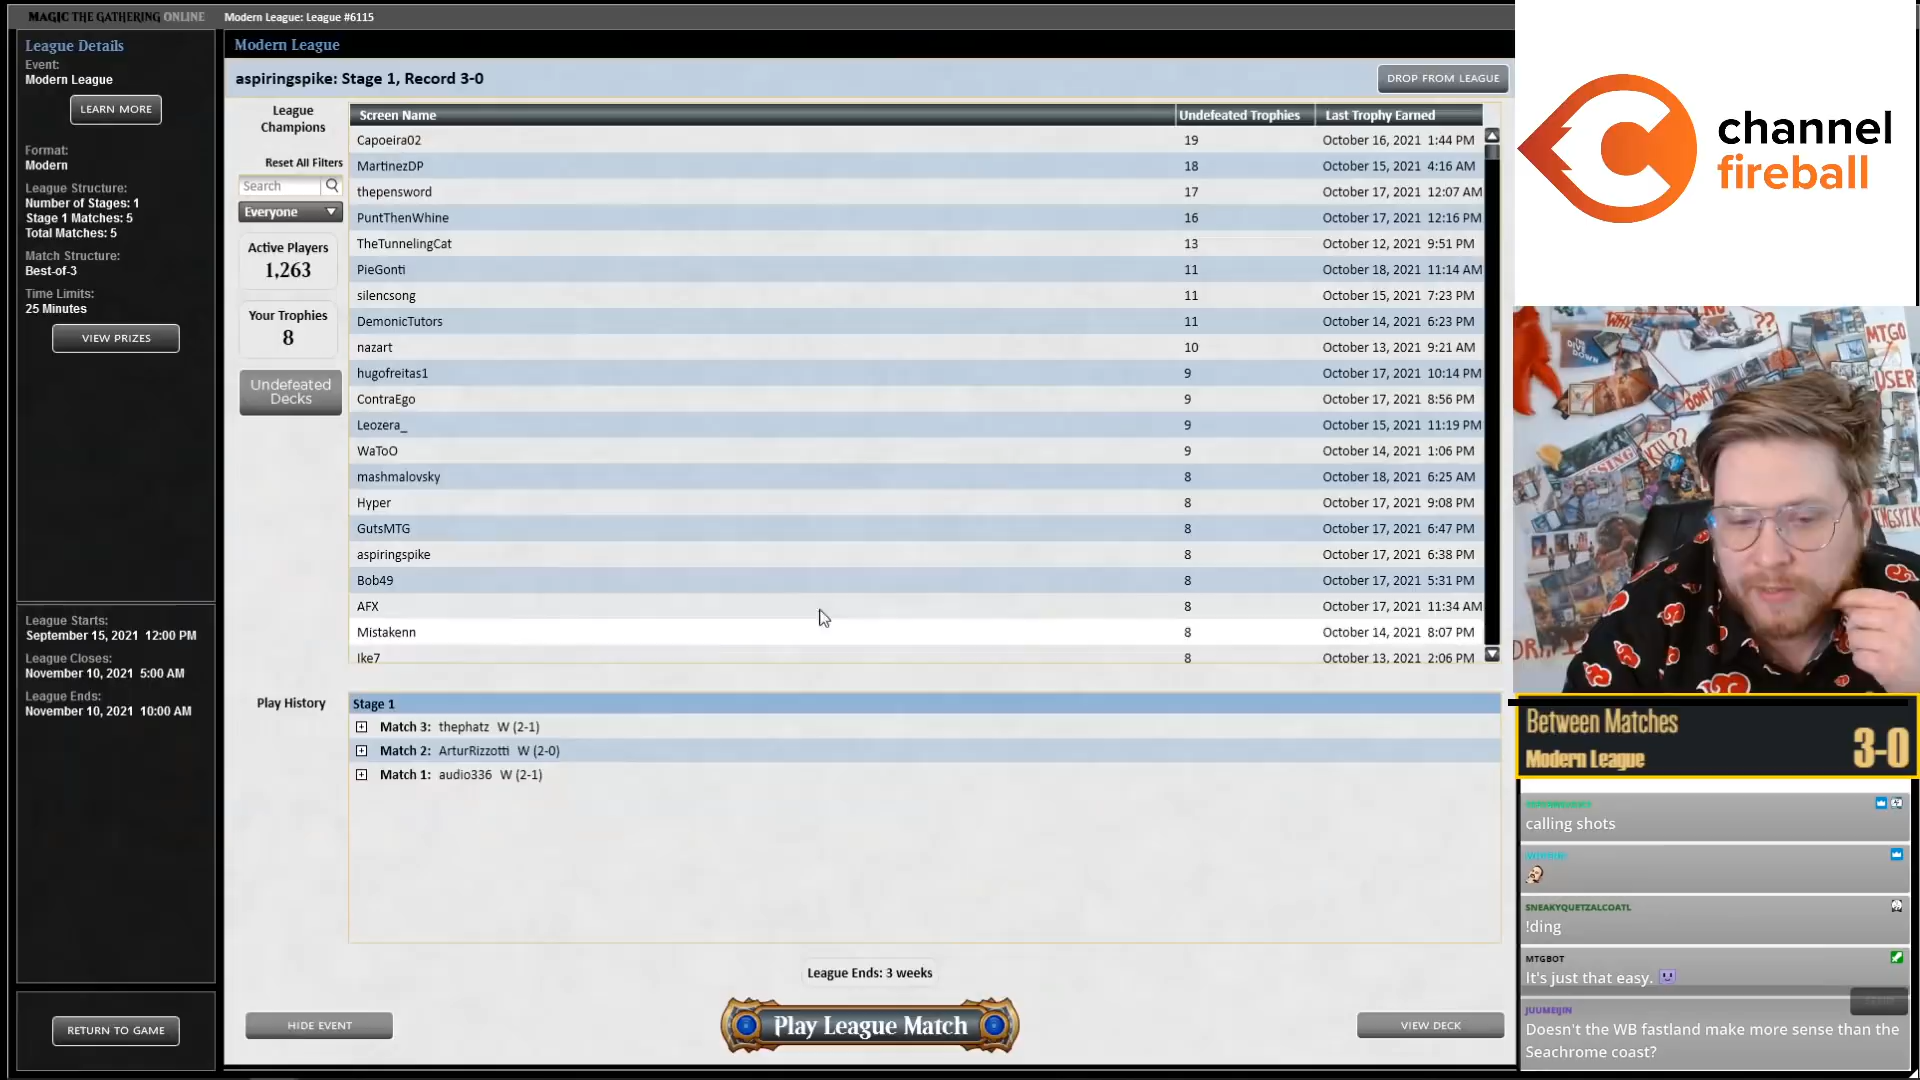 MAGIC THE GATHERING ONLINE
Modern League: League #6115
League Details
Event:
Modern League
LEARN MORE
Format:
Modern
League Structure:
Number of Stages: 1
Stage 1 Matches: 5
Total Matches: 5
Match Structure:
Best-of-3
Time Limits:
25 Minutes
VIEW PRIZES
League Starts:
September 15, 2021 12:00 PM
League Closes:
November 10, 2021 5:00 AM
League Ends:
November 10, 2021 10:00 AM
RETURN TO GAME
Modern League
aspiringspike: Stage 1, Record 3-0
DROP FROM LEAGUE
League
Champions
Reset All Filters
Search
Everyone
Active Players
1,263
Your Trophies
8
Undefeated
Decks
Screen Name Undefeated Trophies Last Trophy Earned
Capoeira02 19 October 16, 2021 1:44 PM
MartinezDP 18 October 15, 2021 4:16 AM
thepensword 17 October 17, 2021 12:07 AM
PuntThenWhine 16 October 17, 2021 12:16 PM
TheTunnelingCat 13 October 12, 2021 9:51 PM
PieGonti 11 October 18, 2021 11:14 AM
silencsong 11 October 15, 2021 7:23 PM
DemonicTutors 11 October 14, 2021 6:23 PM
nazart 10 October 13, 2021 9:21 AM
hugofreitas1 9 October 17, 2021 10:14 PM
ContraEgo 9 October 17, 2021 8:56 PM
Leozera_ 9 October 15, 2021 11:19 PM
WaToO 9 October 14, 2021 1:06 PM
mashmalovsky 8 October 18, 2021 6:25 AM
Hyper 8 October 17, 2021 9:08 PM
GutsMTG 8 October 17, 2021 6:47 PM
aspiringspike 8 October 17, 2021 6:38 PM
Bob49 8 October 17, 2021 5:31 PM
AFX 8 October 17, 2021 11:34 AM
Mistakenn 8 October 14, 2021 8:07 PM
Ike7 8 October 13, 2021 2:06 PM
Play History
Stage 1
Match 3: thephatz W (2-1)
Match 2: ArturRizzotti W (2-0)
Match 1: audio336 W (2-1)
League Ends: 3 weeks
HIDE EVENT
Play League Match
VIEW DECK
channel
fireball
WHY
NO
??
MTGO
USER
DON'T
KILL??
MISSING
Between Matches
Modern League
3-0
calling shots
SNEAKYQUETZALCOATL
!ding
MTGBOT
It's just that easy.
JUUMEIJIN
Doesn't the WB fastland make more sense than the
Seachrome coast?